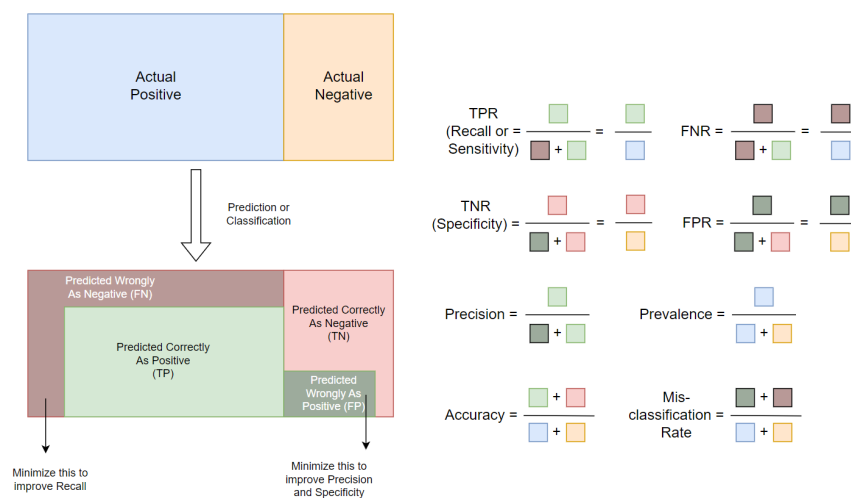 Actual
Positive
Actual
Negative
Prediction or
Classification
Predicted Wrongly
As Negative (FN)
Predicted Correctly
As Positive
(TP)
Predicted Correctly
As Negative
(TN)
Predicted
Wrongly As
Positive (FP)
Minimize this to
improve Recall
Minimize this to
improve Precision
and Specificity
TPR
(Recall or =
Sensitivity)
+
=
FNR =
+
=
TNR
(Specificity) =
+
=
FPR =
+
=
Precision =
+
Prevalence =
+
Accuracy =
+
+
Mis-
classification =
Rate
+
+